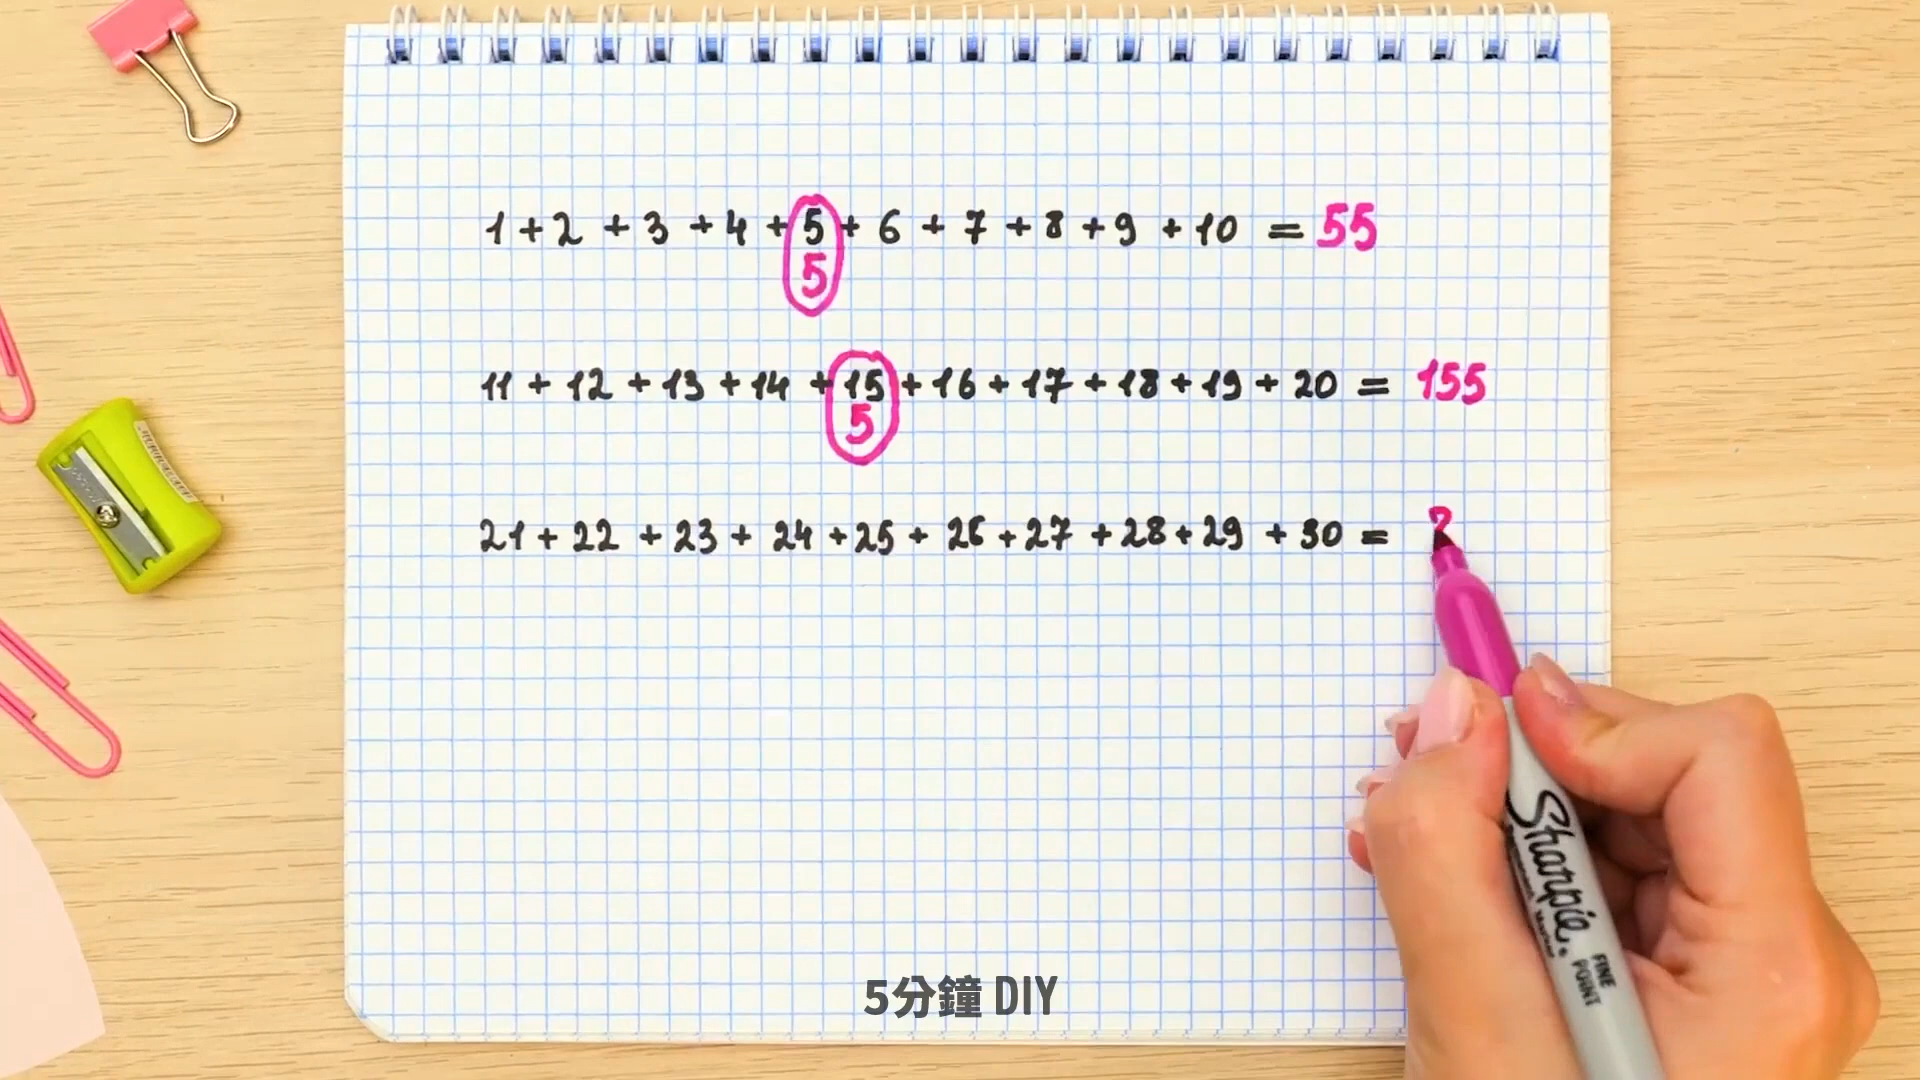 1 + 2 + 3 + 4 + 5 + 6 + 7 + 8 + 9 + 10 = 55
5
11 + 12 + 13 + 14 + 15 + 16 + 17 + 18 + 19 + 20 = 155
5
21 + 22 + 23 + 24 + 25 + 26 + 27 + 28 + 29 + 30 =
Sharpie.
FINE
POINT
5分鐘 DIY